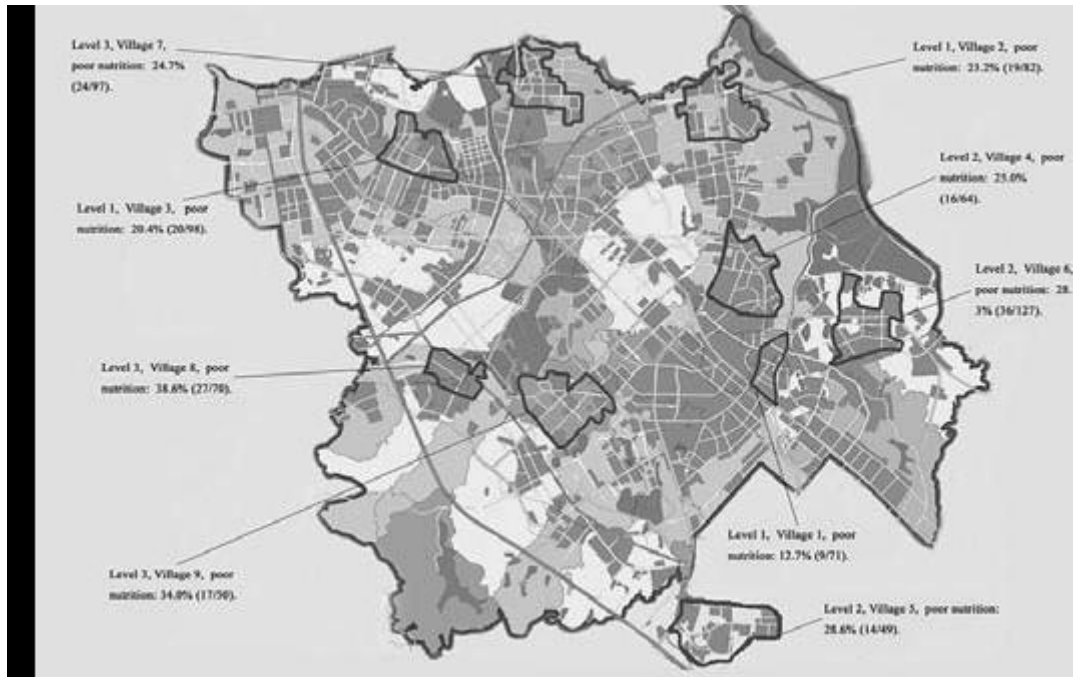 Level 3, Village 7,
poor nutrition: 24.7%
(24/97).
Level 1, Village 2, poor
nutrition: 23.2% (19/82).
Level 2, Village 4, poor
nutrition: 25.0%
(16/64).
Level 1, Village 3, poor
nutrition: 20.4% (20/98).
Level 2, Village 6,
poor nutrition: 28.
3% (36/127).
Level 3, Village 8, poor
nutrition: 38.6% (27/70).
Level 1, Village 1, poor
nutrition: 12.7% (9/71).
Level 3, Village 9, poor
nutrition: 34.0% (17/50).
Level 2, Village 5, poor nutrition:
28.6% (14/49).